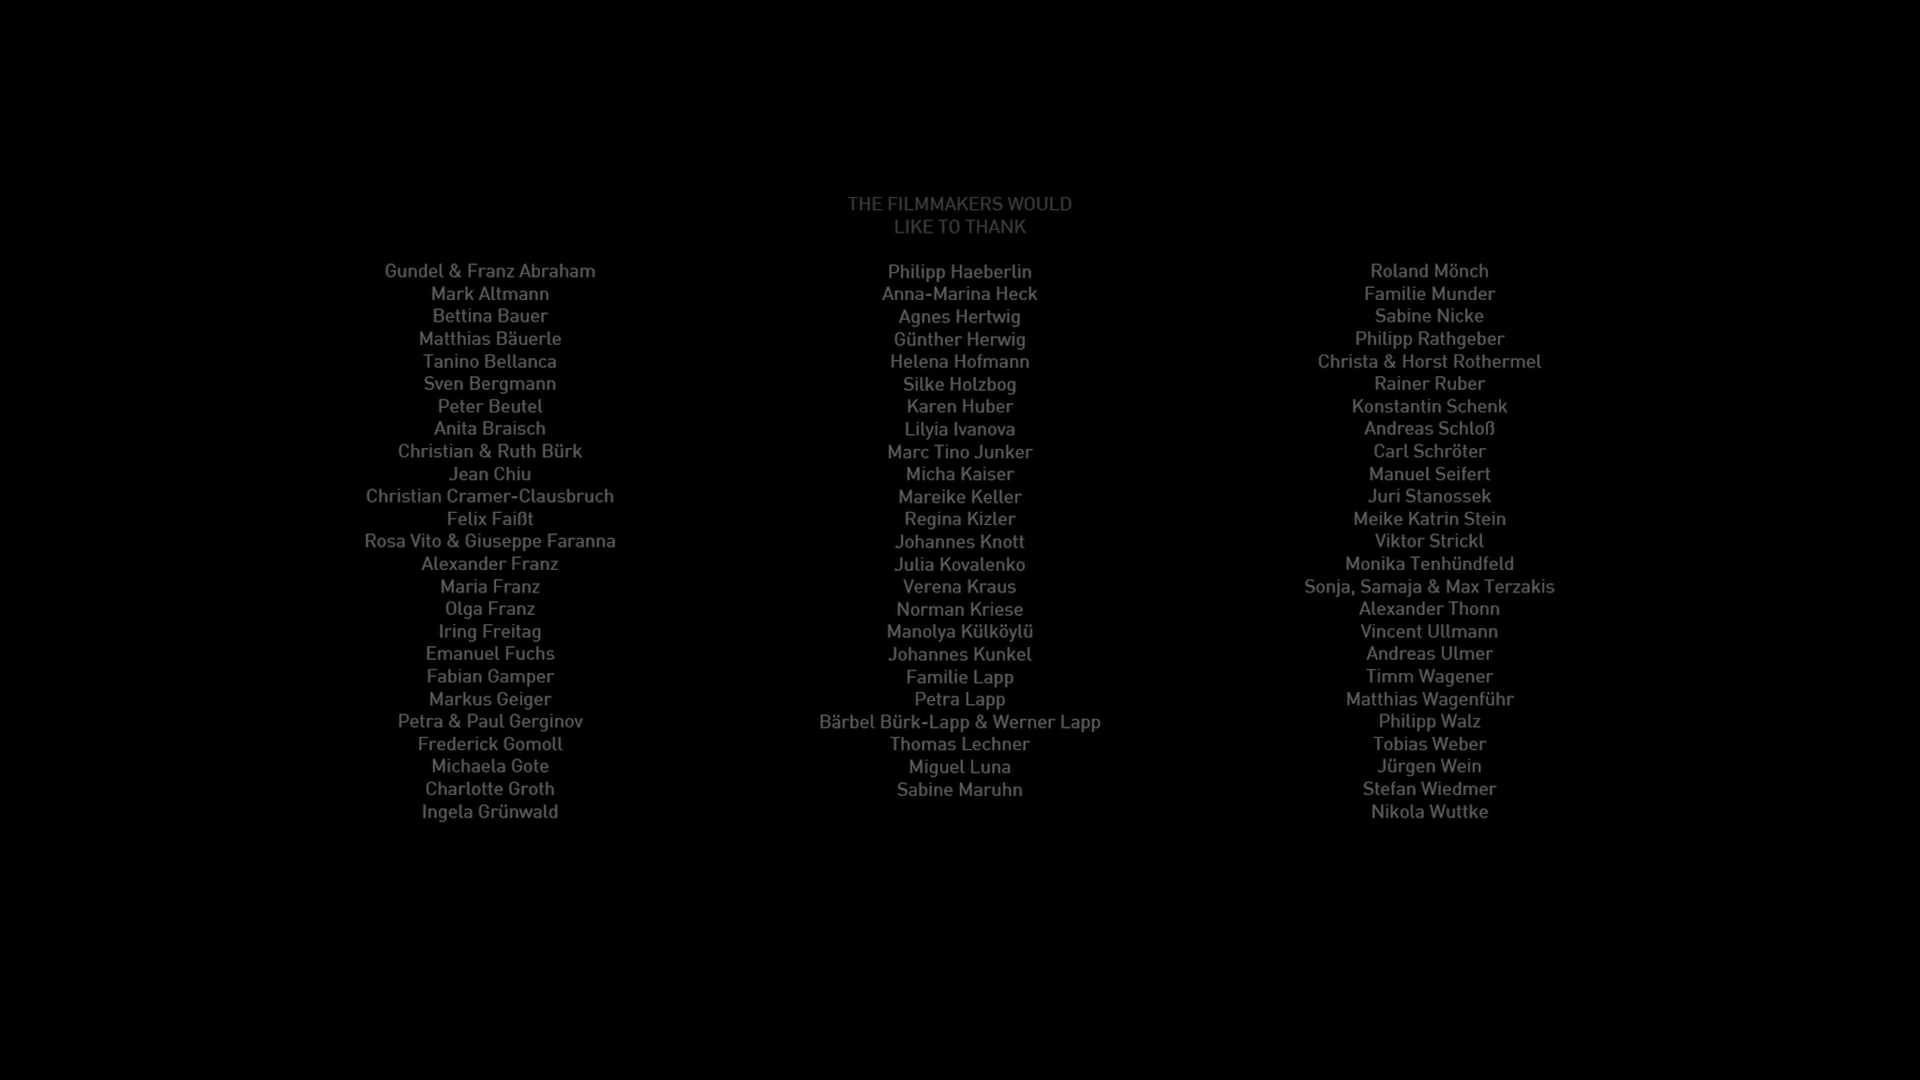 THE FILMMAKERS WOULD
LIKE TO THANK
Gundel & Franz Abraham
Mark Altmann
Bettina Bauer
Matthias Bäuerle
Tanino Bellanca
Sven Bergmann
Peter Beutel
Anita Braisch
Christian & Ruth Bürk
Jean Chiu
Christian Cramer-Clausbruch
Felix Faißt
Rosa Vito & Giuseppe Faranna
Alexander Franz
Maria Franz
Olga Franz
Iring Freitag
Emanuel Fuchs
Fabian Gamper
Markus Geiger
Petra & Paul Gerginov
Frederick Gomoll
Michaela Gote
Charlotte Groth
Ingela Grünwald
Philipp Haeberlin
Anna-Marina Heck
Agnes Hertwig
Günther Herwig
Helena Hofmann
Silke Holzbog
Karen Huber
Lilyia Ivanova
Marc Tino Junker
Micha Kaiser
Mareike Keller
Regina Kizler
Johannes Knott
Julia Kovalenko
Verena Kraus
Norman Kriese
Manolya Külköylü
Johannes Kunkel
Familie Lapp
Petra Lapp
Bärbel Bürk-Lapp & Werner Lapp
Thomas Lechner
Miguel Luna
Sabine Maruhn
Roland Mönch
Familie Munder
Sabine Nicke
Philipp Rathgeber
Christa & Horst Rothermel
Rainer Ruber
Konstantin Schenk
Andreas Schloß
Carl Schröter
Manuel Seifert
Juri Stanossek
Meike Katrin Stein
Viktor Strickl
Monika Tenhündfeld
Sonja, Samaja & Max Terzakis
Alexander Thonn
Vincent Ullmann
Andreas Ulmer
Timm Wagener
Matthias Wagenführ
Philipp Walz
Tobias Weber
Jürgen Wein
Stefan Wiedmer
Nikola Wuttke